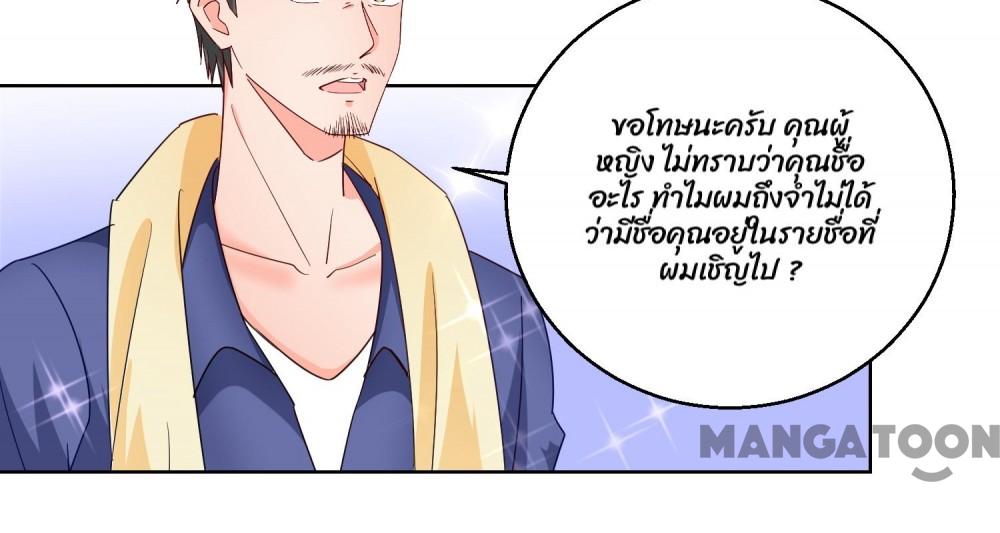 ขอโทษนะครับ คุณผู้
หญิง ไม่ทราบว่าคุณชื่อ
อะไร ทำไมผมถึงจำไม่ได้
ว่ามีชื่อคุณอยู่ในรายชื่อที่
ผมเชิญไป ?
MANGATOON